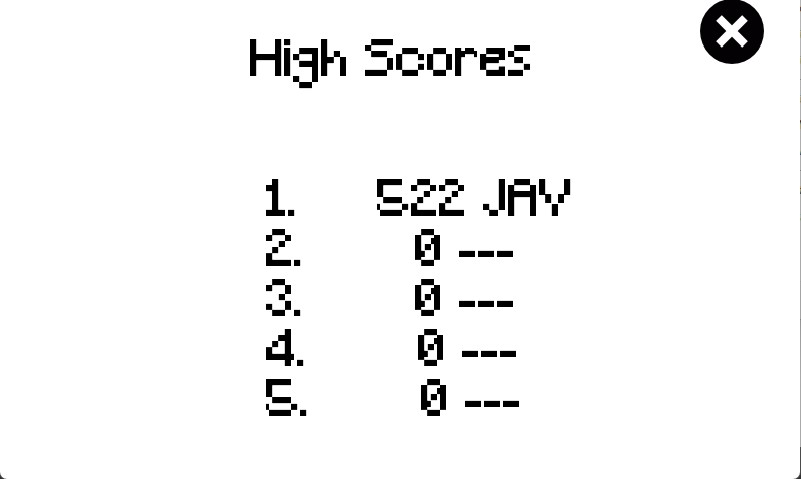 High Scores
1. 522 JAV
2. 0 ---
3. 0 ---
4. 0 ---
5. 0 ---